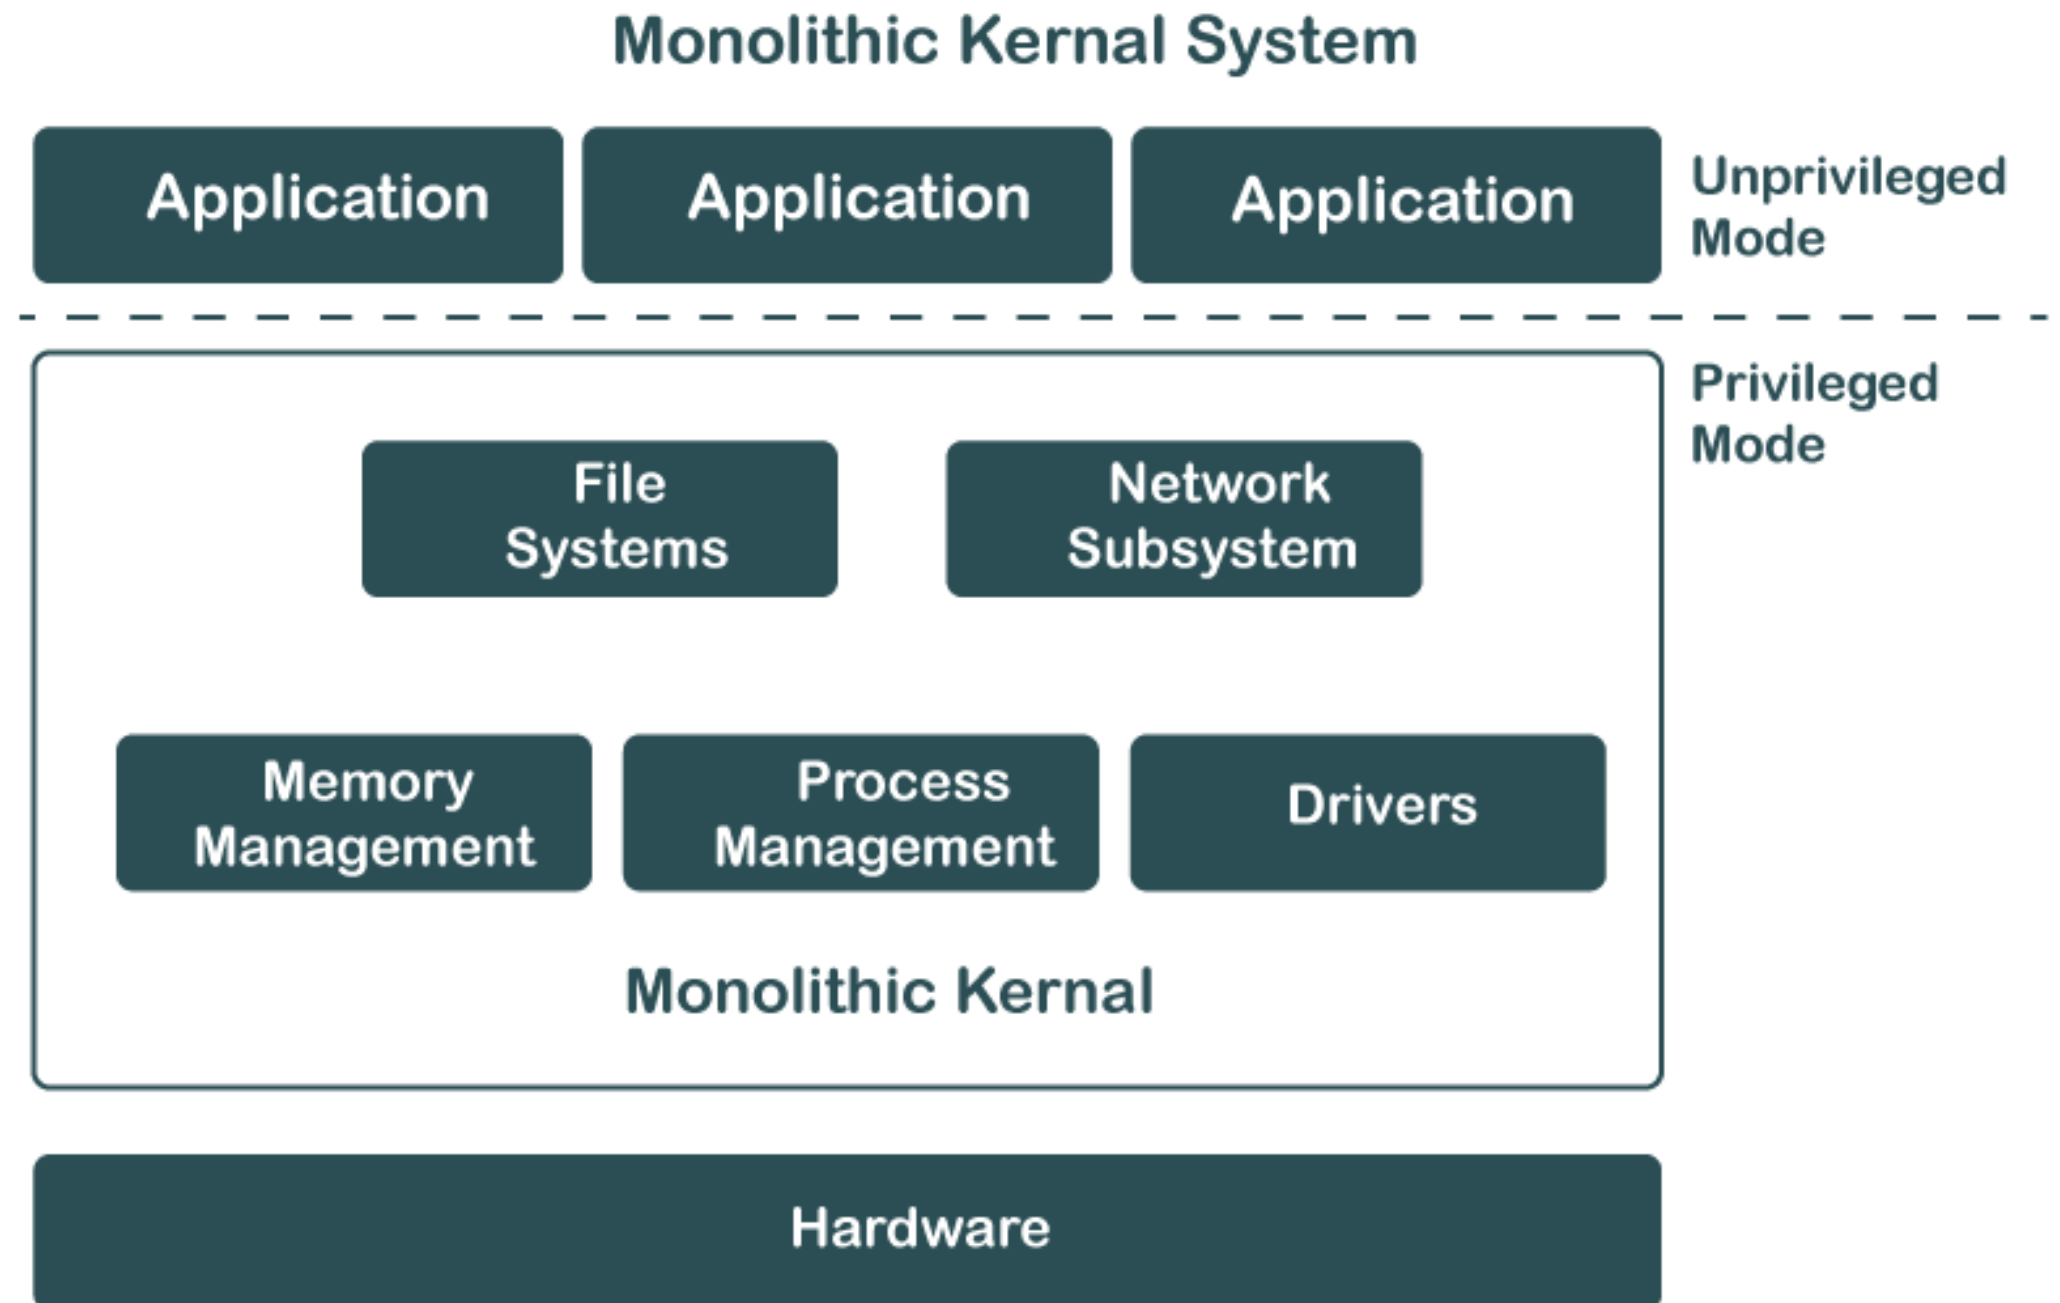 Monolithic Kernal System
Application
Application
Application
Unprivileged
Mode
Privileged
Mode
File
Systems
Network
Subsystem
Memory
Management
Process
Management
Drivers
Monolithic Kernal
Hardware